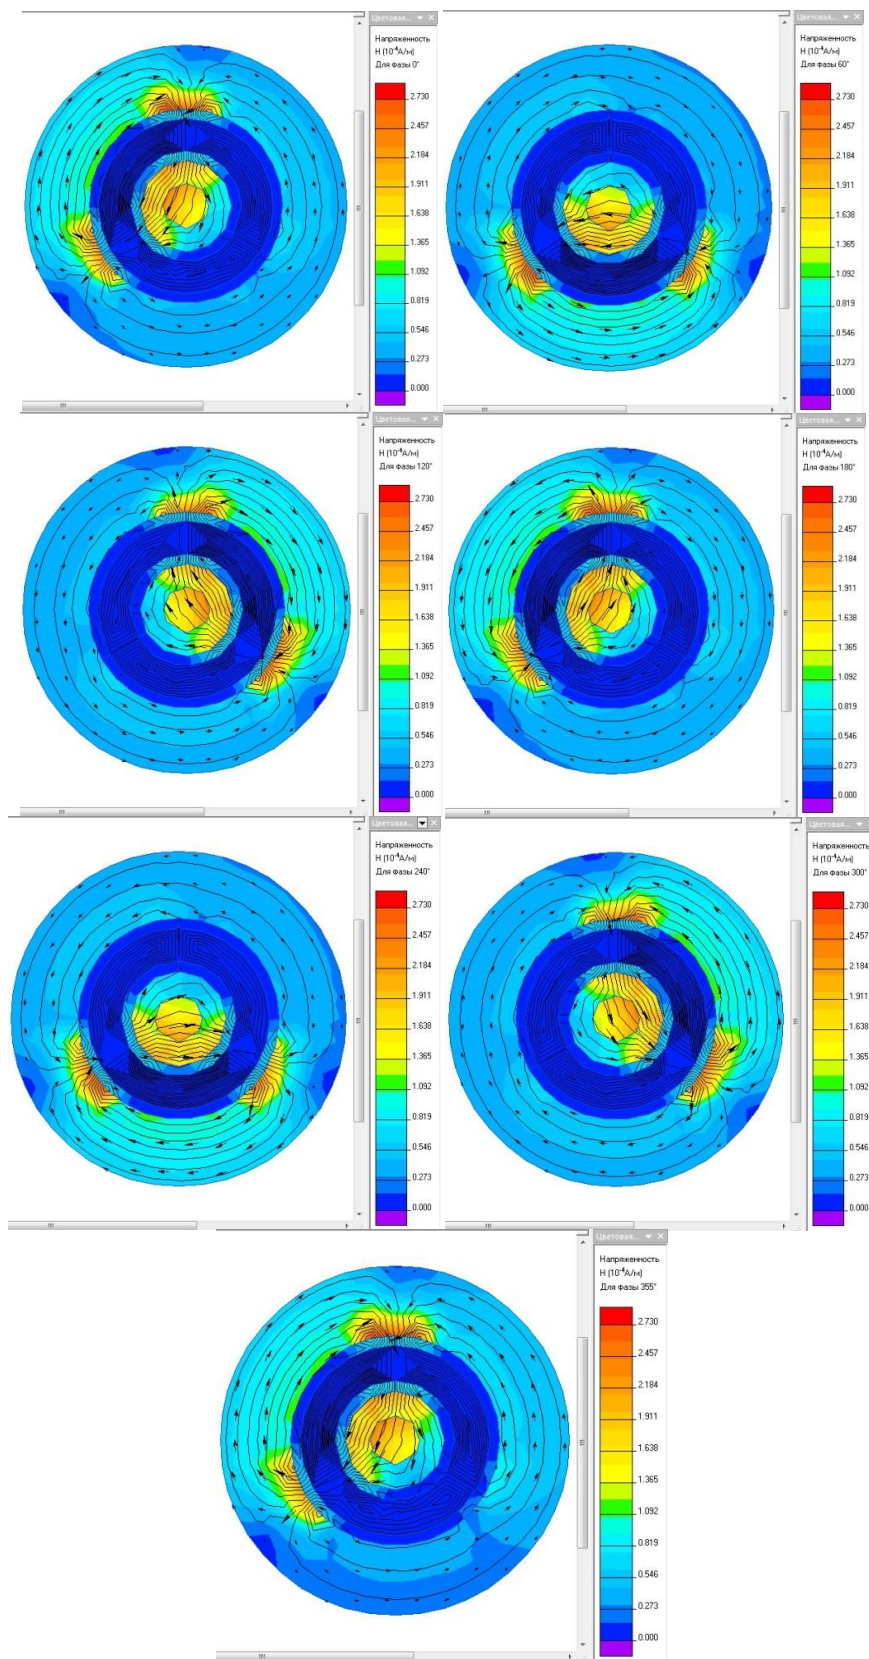 Цветовая...
Напряженность
H (10⁻⁴А/м)
Для фазы 0°
2.730
2.457
2.184
1.911
1.638
1.365
1.092
0.819
0.546
0.273
0.000
Цветовая...
Напряженность
H (10⁻⁴А/м)
Для фазы 60°
2.730
2.457
2.184
1.911
1.638
1.365
1.092
0.819
0.546
0.273
0.000
Цветовая...
Напряженность
H (10⁻⁴А/м)
Для фазы 120°
2.730
2.457
2.184
1.911
1.638
1.365
1.092
0.819
0.546
0.273
0.000
Цветовая...
Напряженность
H (10⁻⁴А/м)
Для фазы 180°
2.730
2.457
2.184
1.911
1.638
1.365
1.092
0.819
0.546
0.273
0.000
Цветовая...
Напряженность
H (10⁻⁴А/м)
Для фазы 240°
2.730
2.457
2.184
1.911
1.638
1.365
1.092
0.819
0.546
0.273
0.000
Цветовая...
Напряженность
H (10⁻⁴А/м)
Для фазы 300°
2.730
2.457
2.184
1.911
1.638
1.365
1.092
0.819
0.546
0.273
0.000
Цветовая...
Напряженность
H (10⁻⁴А/м)
Для фазы 355°
2.730
2.457
2.184
1.911
1.638
1.365
1.092
0.819
0.546
0.273
0.000